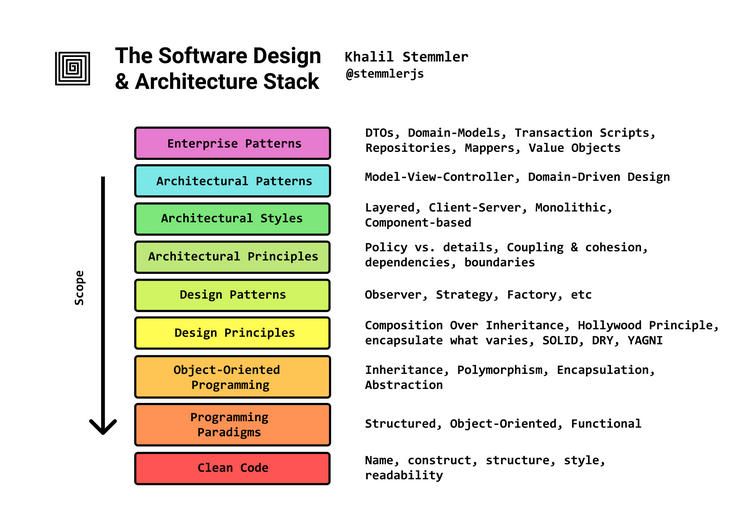 The Software Design
& Architecture Stack
Khalil Stemmler
@stemmlerjs
Scope
Enterprise Patterns
DTOs, Domain-Models, Transaction Scripts,
Repositories, Mappers, Value Objects
Architectural Patterns
Model-View-Controller, Domain-Driven Design
Architectural Styles
Layered, Client-Server, Monolithic,
Component-based
Architectural Principles
Policy vs. details, Coupling & cohesion,
dependencies, boundaries
Design Patterns
Observer, Strategy, Factory, etc
Design Principles
Composition Over Inheritance, Hollywood Principle,
encapsulate what varies, SOLID, DRY, YAGNI
Object-Oriented
Programming
Inheritance, Polymorphism, Encapsulation,
Abstraction
Programming
Paradigms
Structured, Object-Oriented, Functional
Clean Code
Name, construct, structure, style,
readability